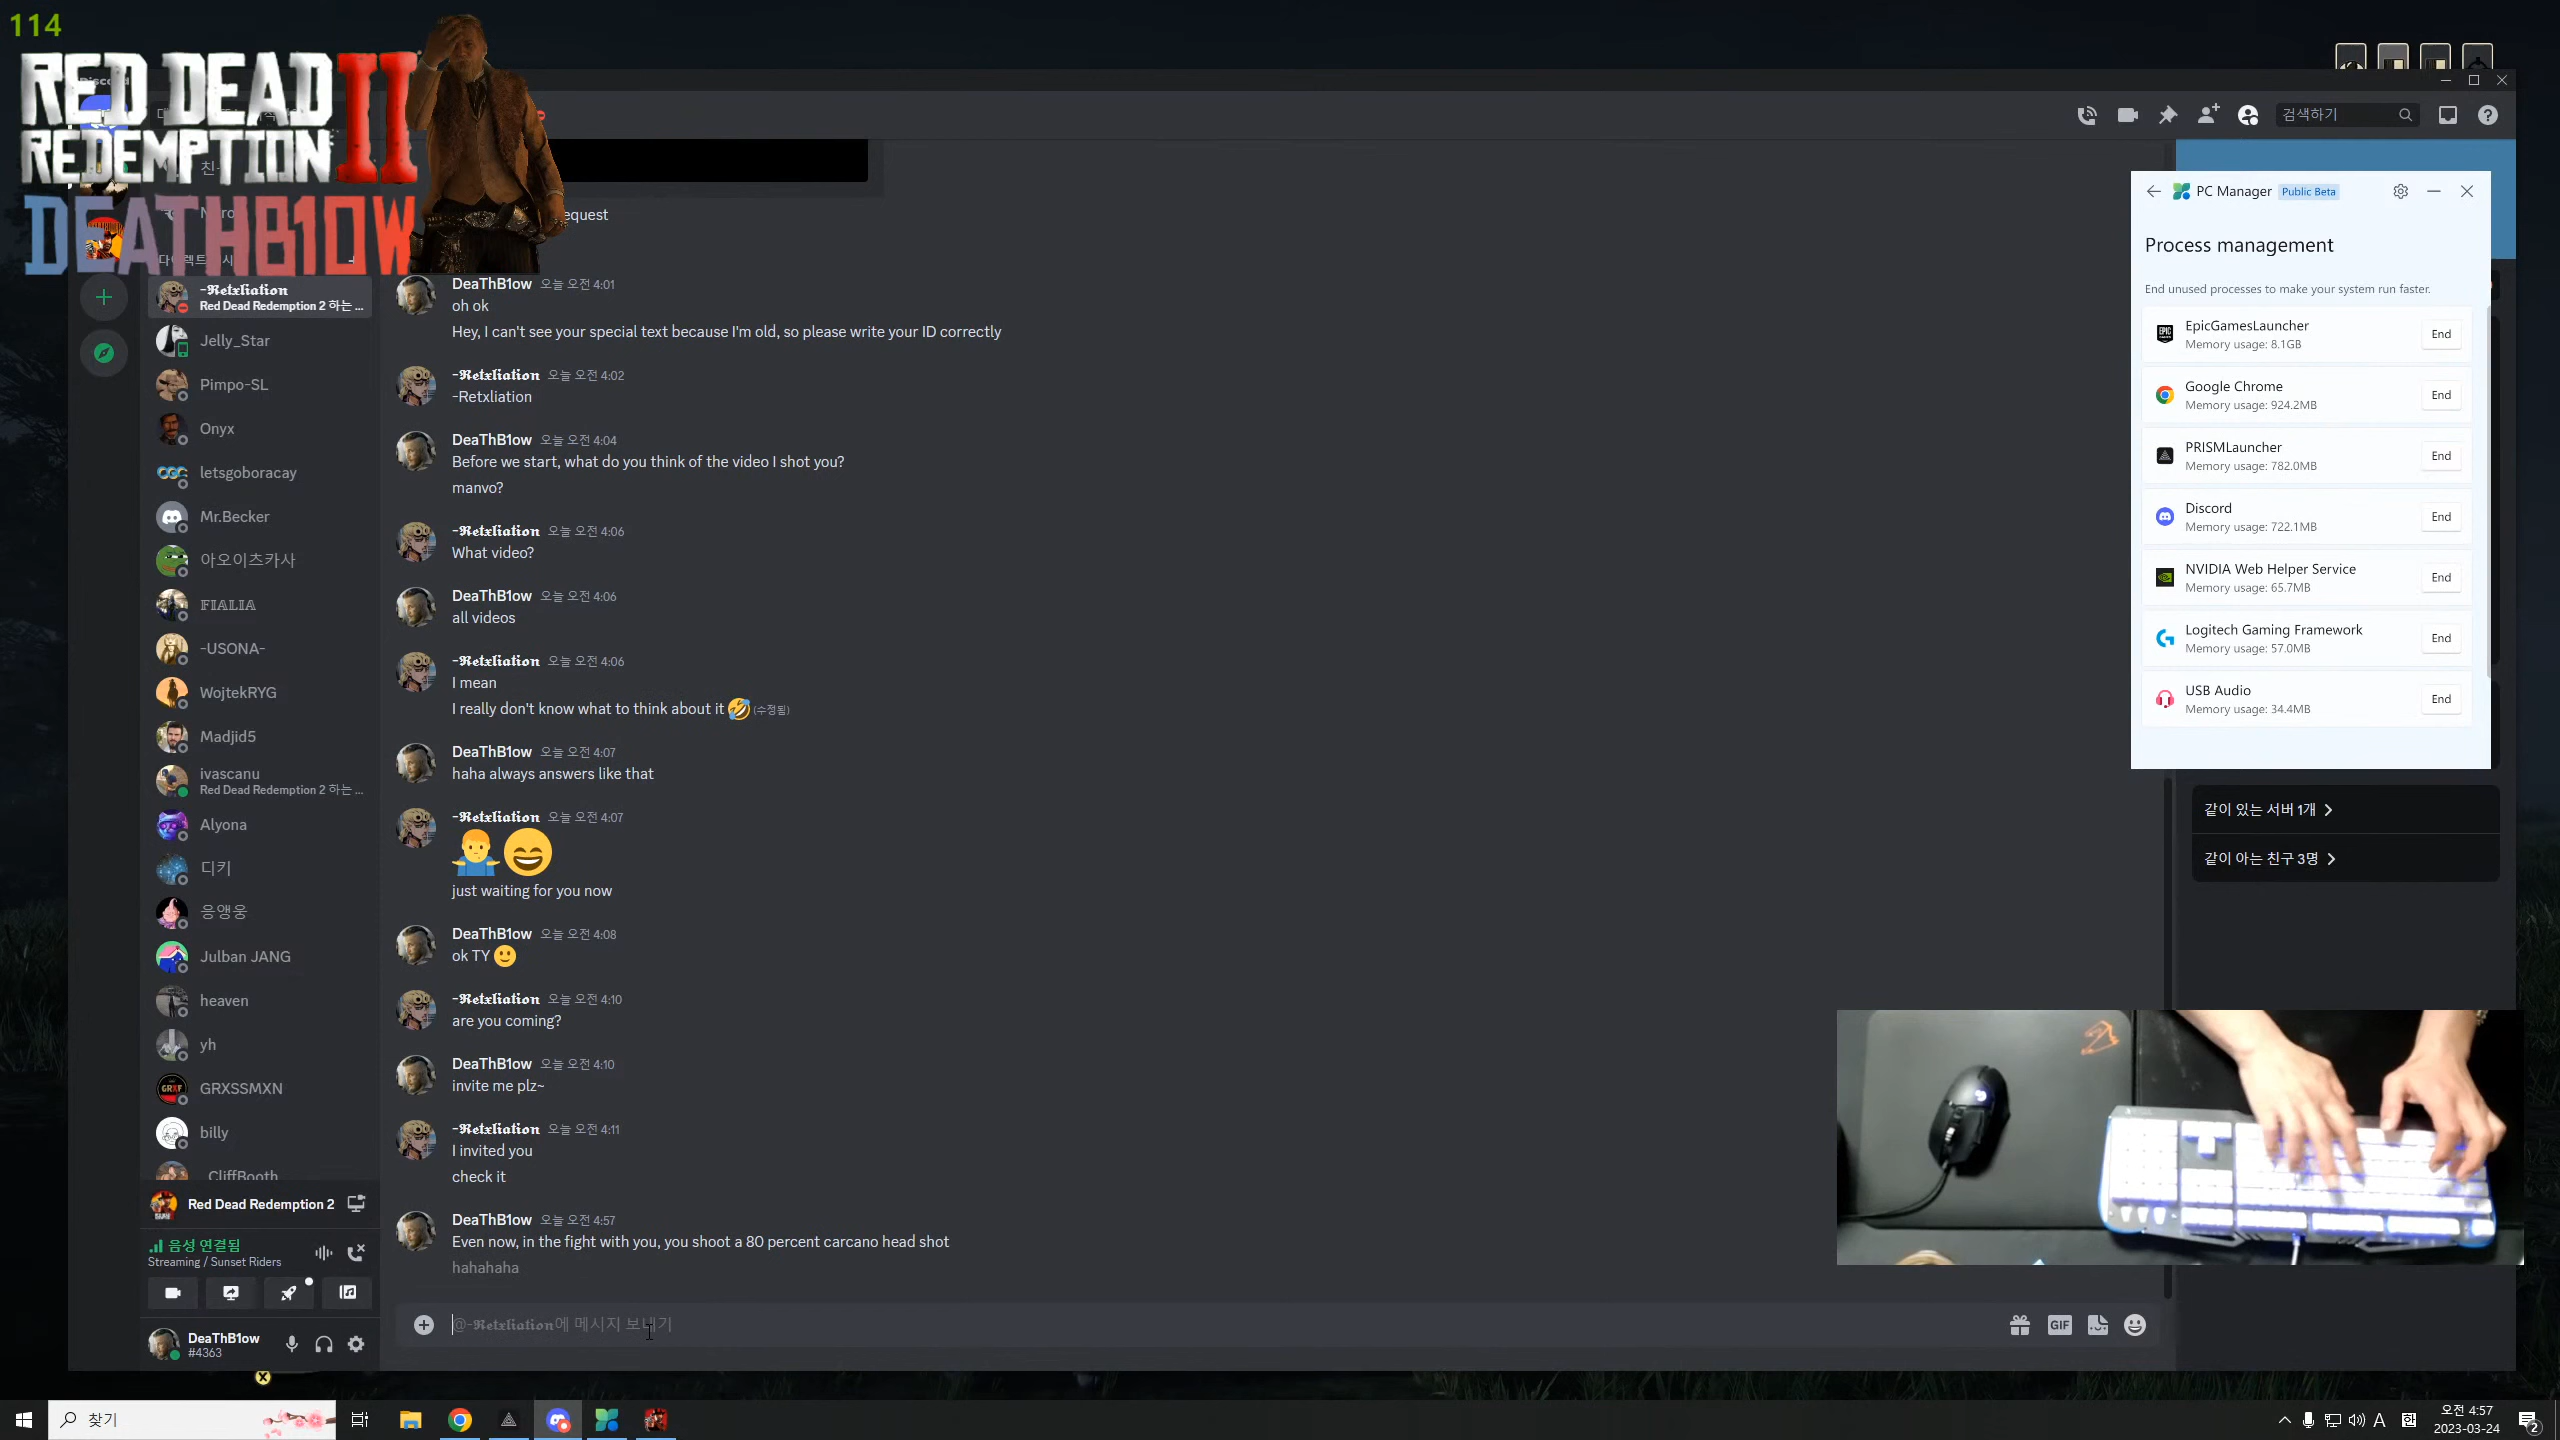 114
RED DEAD
REDEMPTION II
DEATHB10W
검색하기
equest
-𝕽𝖊𝖙𝖝𝖑𝖎𝖆𝖙𝖎𝖔𝖓
Red Dead Redemption 2 하는 ...
Jelly_Star
Pimpo-SL
Onyx
letsgoboracay
Mr.Becker
아오이츠카사
𝔽𝕀𝔸𝕃𝕀𝔸
-USONA-
WojtekRYG
Madjid5
ivascanu
Red Dead Redemption 2 하는 ...
Alyona
디키
응앵웅
Julban JANG
heaven
yh
GRXSSMXN
billy
_CliffBooth
Red Dead Redemption 2
음성 연결됨
Streaming / Sunset Riders
DeaThB1ow
#4363
DeaThB1ow 오늘 오전 4:01
oh ok
Hey, I can't see your special text because I'm old, so please write your ID correctly
-𝕽𝖊𝖙𝖝𝖑𝖎𝖆𝖙𝖎𝖔𝖓 오늘 오전 4:02
-Retxliation
DeaThB1ow 오늘 오전 4:04
Before we start, what do you think of the video I shot you?
manvo?
-𝕽𝖊𝖙𝖝𝖑𝖎𝖆𝖙𝖎𝖔𝖓 오늘 오전 4:06
What video?
DeaThB1ow 오늘 오전 4:06
all videos
-𝕽𝖊𝖙𝖝𝖑𝖎𝖆𝖙𝖎𝖔𝖓 오늘 오전 4:06
I mean
I really don't know what to think about it 🤣 (수정됨)
DeaThB1ow 오늘 오전 4:07
haha always answers like that
-𝕽𝖊𝖙𝖝𝖑𝖎𝖆𝖙𝖎𝖔𝖓 오늘 오전 4:07
just waiting for you now
DeaThB1ow 오늘 오전 4:08
ok TY 🙂
-𝕽𝖊𝖙𝖝𝖑𝖎𝖆𝖙𝖎𝖔𝖓 오늘 오전 4:10
are you coming?
DeaThB1ow 오늘 오전 4:10
invite me plz~
-𝕽𝖊𝖙𝖝𝖑𝖎𝖆𝖙𝖎𝖔𝖓 오늘 오전 4:11
I invited you
check it
DeaThB1ow 오늘 오전 4:57
Even now, in the fight with you, you shoot a 80 percent carcano head shot
hahahaha
@-𝕽𝖊𝖙𝖝𝖑𝖎𝖆𝖙𝖎𝖔𝖓에 메시지 보내기
GIF
PC Manager Public Beta
Process management
End unused processes to make your system run faster.
EpicGamesLauncher
Memory usage: 8.1GB
End
Google Chrome
Memory usage: 924.2MB
End
PRISMLauncher
Memory usage: 782.0MB
End
Discord
Memory usage: 722.1MB
End
NVIDIA Web Helper Service
Memory usage: 65.7MB
End
Logitech Gaming Framework
Memory usage: 57.0MB
End
USB Audio
Memory usage: 34.4MB
End
같이 있는 서버 1개
같이 아는 친구 3명
찾기
A
오전 4:57
2023-03-24
2